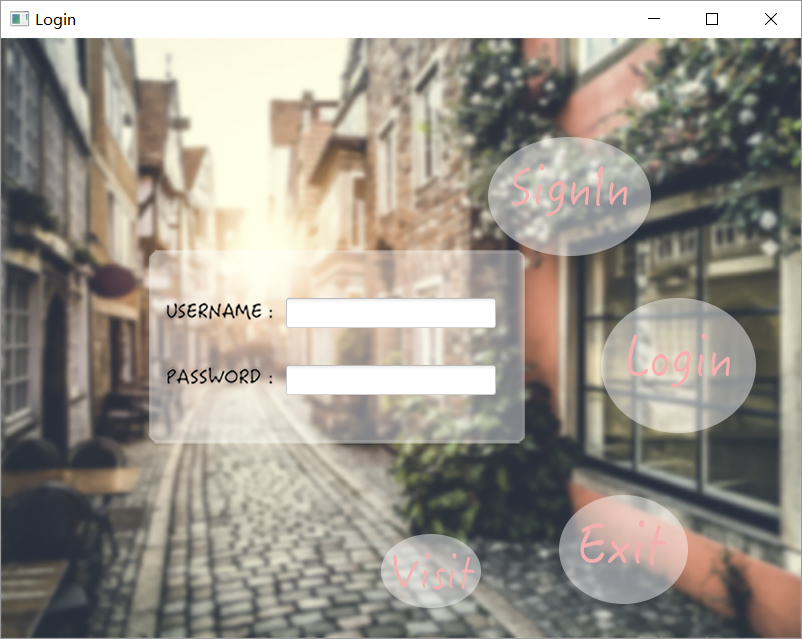 Login
SignIn
USERNAME :
Login
PASSWORD :
Exit
Visit